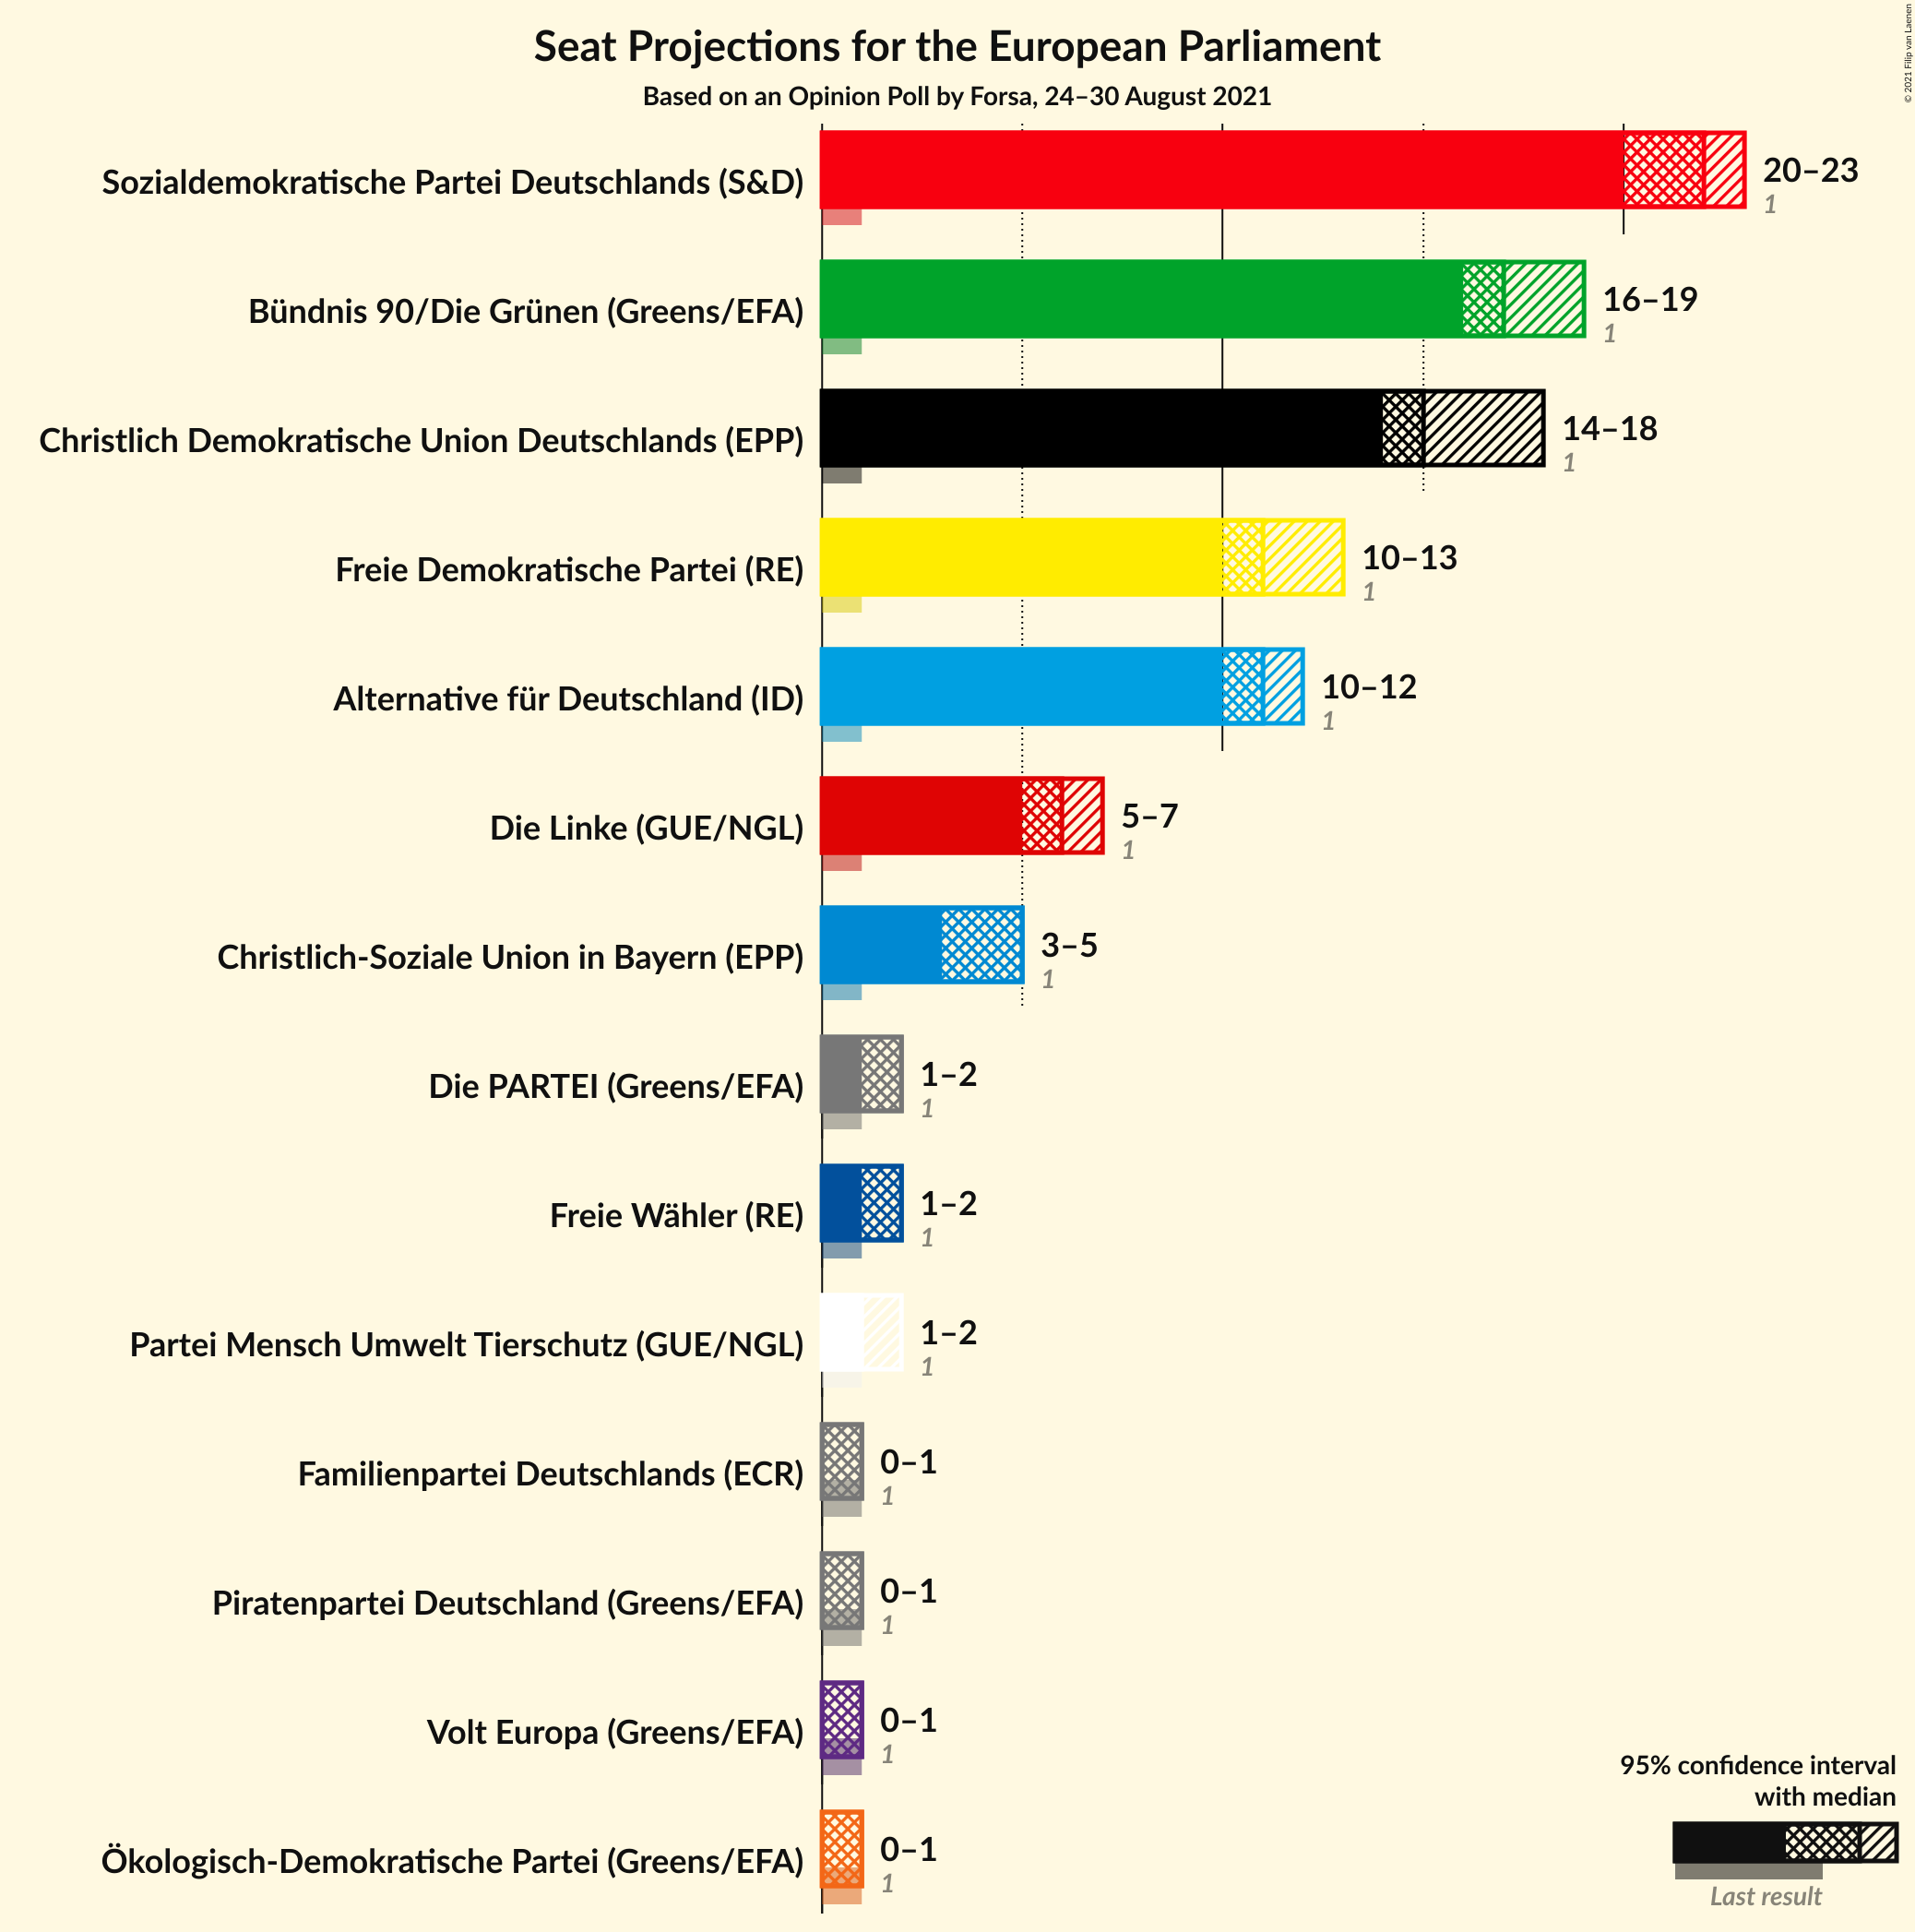 Seat Projections for the European Parliament
Based on an Opinion Poll by Forsa, 24–30 August 2021
© 2021 Filip van Laenen
Sozialdemokratische Partei Deutschlands (S&D)
20–23
1
Bündnis 90/Die Grünen (Greens/EFA)
16–19
1
Christlich Demokratische Union Deutschlands (EPP)
14–18
1
Freie Demokratische Partei (RE)
10–13
1
Alternative für Deutschland (ID)
10–12
1
Die Linke (GUE/NGL)
5–7
1
Christlich-Soziale Union in Bayern (EPP)
3–5
1
Die PARTEI (Greens/EFA)
1–2
1
Freie Wähler (RE)
1–2
1
Partei Mensch Umwelt Tierschutz (GUE/NGL)
1–2
1
Familienpartei Deutschlands (ECR)
0–1
1
Piratenpartei Deutschland (Greens/EFA)
0–1
1
Volt Europa (Greens/EFA)
0–1
1
Ökologisch-Demokratische Partei (Greens/EFA)
0–1
1
95% confidence interval
with median
Last result